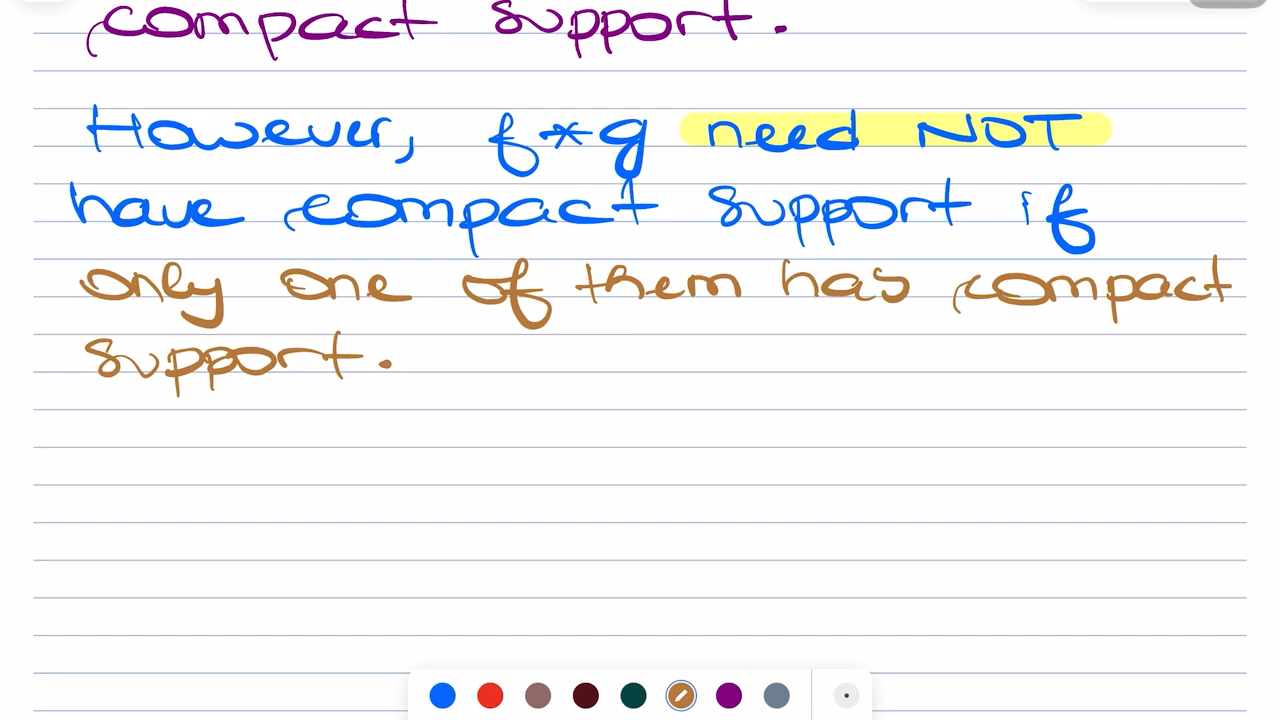 compact support.
However, f*g need NOT
have compact support if
only one of them has compact
support.